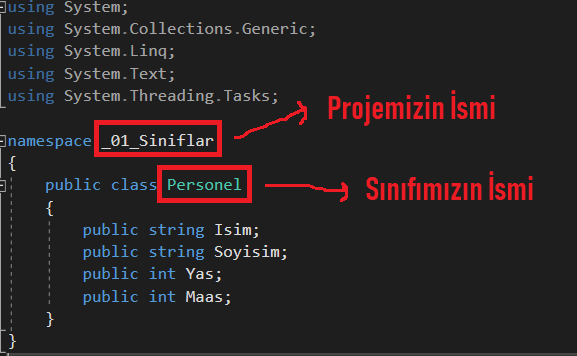 using System;
using System.Collections.Generic;
using System.Linq;
using System.Text;
using System.Threading.Tasks;
Projemizin İsmi
namespace _01_Siniflar
{
public class Personel
Sınıfımızın İsmi
{
public string Isim;
public string Soyisim;
public int Yas;
public int Maas;
}
}